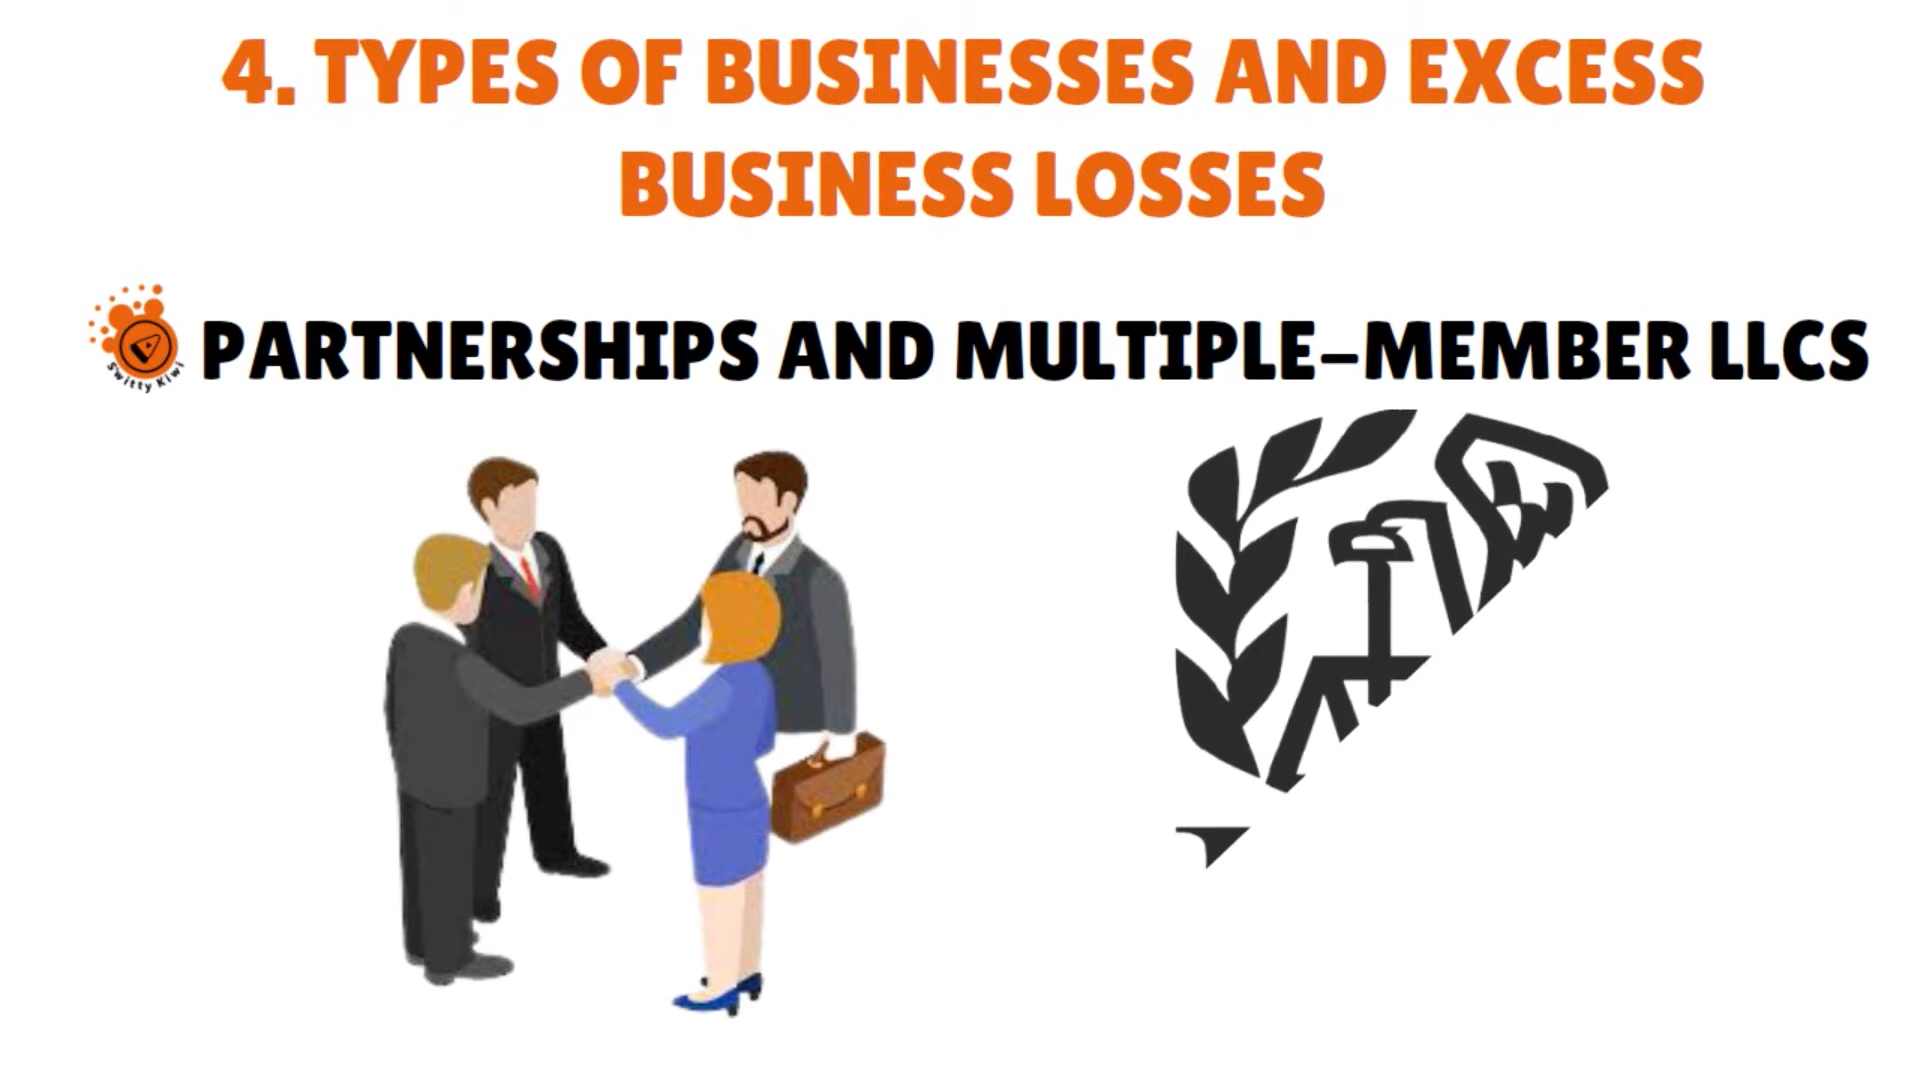 4. TYPES OF BUSINESSES AND EXCESS
BUSINESS LOSSES
PARTNERSHIPS AND MULTIPLE-MEMBER LLCS
Switty Kiwi